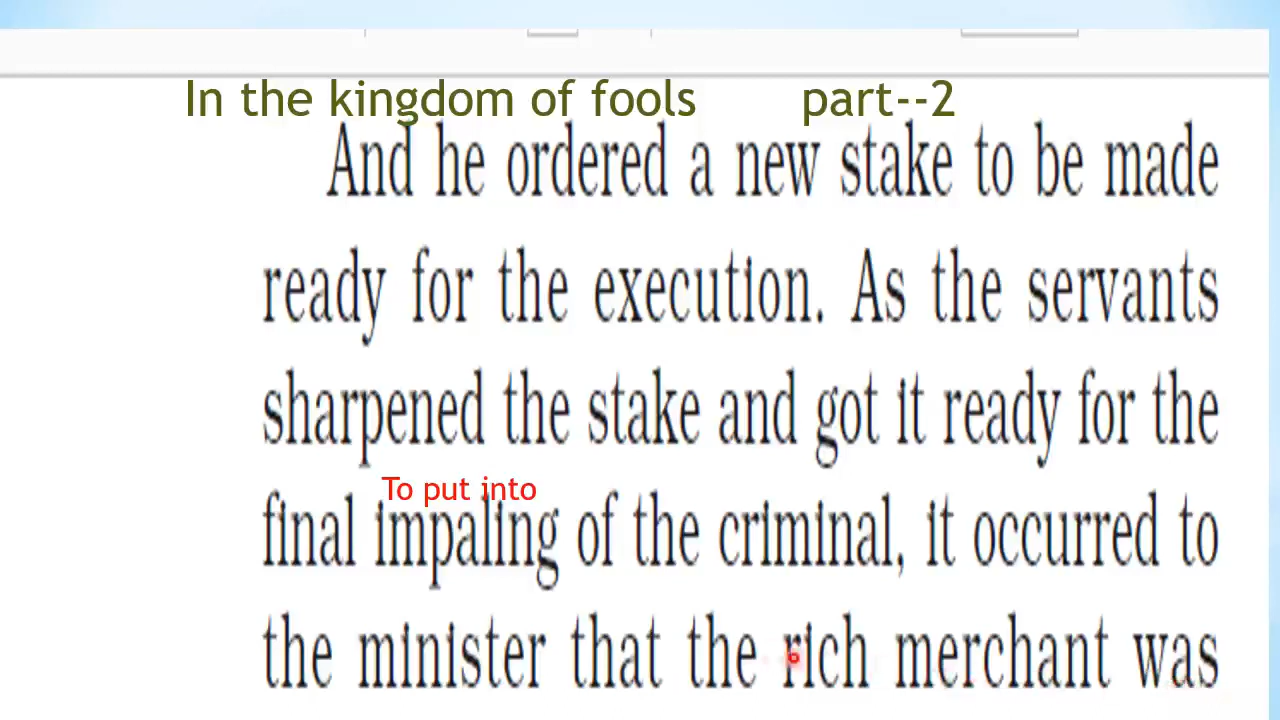 In the kingdom of fools part--2
And he ordered a new stake to be made
ready for the execution. As the servants
sharpened the stake and got it ready for the
To put into
final impaling of the criminal, it occurred to
the minister that the rich merchant was